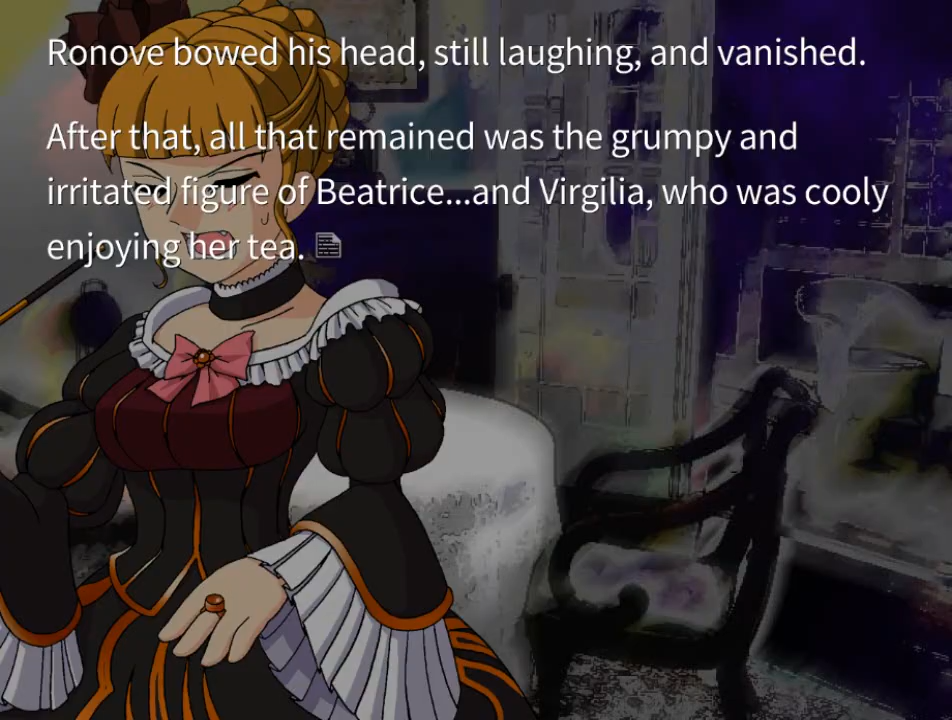 Ronove bowed his head, still laughing, and vanished.
After that, all that remained was the grumpy and
irritated figure of Beatrice...and Virgilia, who was cooly
enjoying her tea.